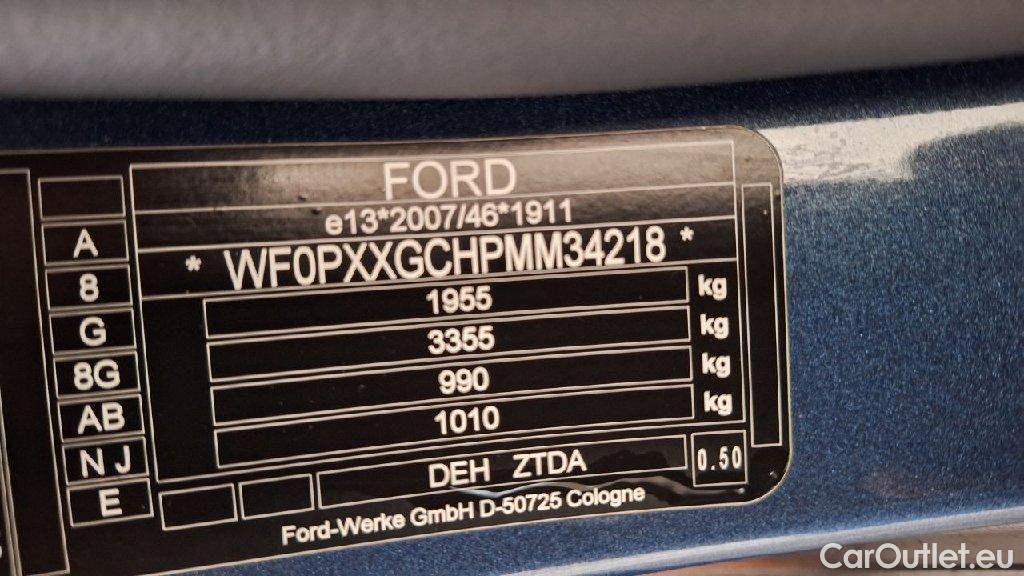 FORD
e13*2007/46*1911
* WF0PXXGCHPMM34218 *
A
8
1955 kg
G
3355 kg
8G
990 kg
AB
1010 kg
N J
DEH ZTDA
0.50
E
Ford-Werke GmbH D-50725 Cologne
CarOutlet.eu